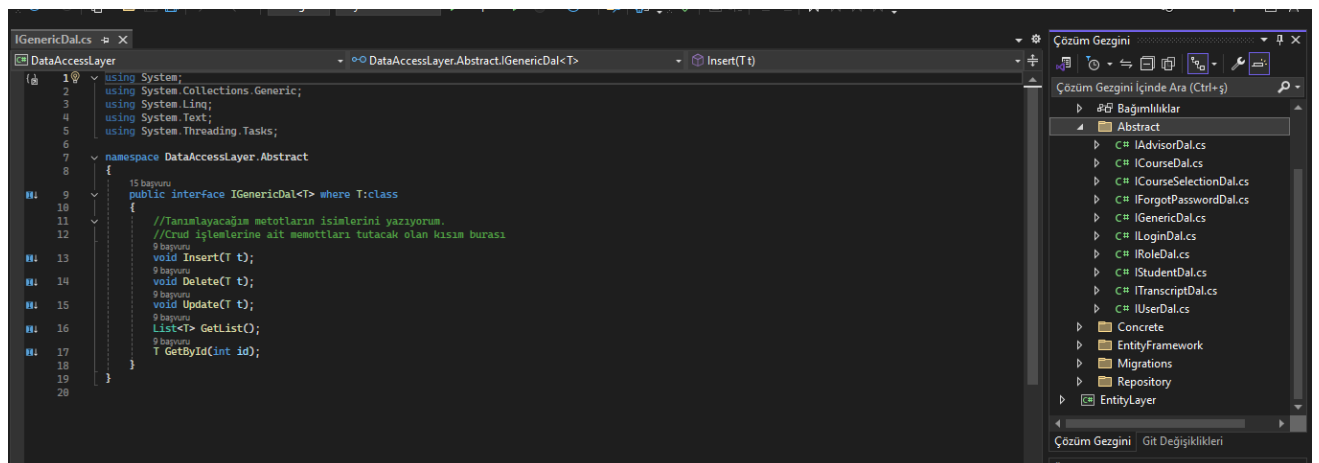 IGenericDal.cs
DataAccessLayer
DataAccessLayer.Abstract.IGenericDal<T>
Insert(T t)
1 using System;
2 using System.Collections.Generic;
3 using System.Linq;
4 using System.Text;
5 using System.Threading.Tasks;
6
7 namespace DataAccessLayer.Abstract
8 {
15 başvuru
9 public interface IGenericDal<T> where T:class
10 {
11 //Tanımlayacağım metotların isimlerini yazıyorum.
12 //Crud işlemlerine ait memottları tutacak olan kısım burası
9 başvuru
13 void Insert(T t);
9 başvuru
14 void Delete(T t);
9 başvuru
15 void Update(T t);
9 başvuru
16 List<T> GetList();
9 başvuru
17 T GetById(int id);
18 }
19 }
20
Çözüm Gezgini
Çözüm Gezgini İçinde Ara (Ctrl+ş)
Bağımlılıklar
Abstract
C# IAdvisorDal.cs
C# ICourseDal.cs
C# ICourseSelectionDal.cs
C# IForgotPasswordDal.cs
C# IGenericDal.cs
C# ILoginDal.cs
C# IRoleDal.cs
C# IStudentDal.cs
C# ITranscriptDal.cs
C# IUserDal.cs
Concrete
EntityFramework
Migrations
Repository
C# EntityLayer
Çözüm Gezgini Git Değişiklikleri